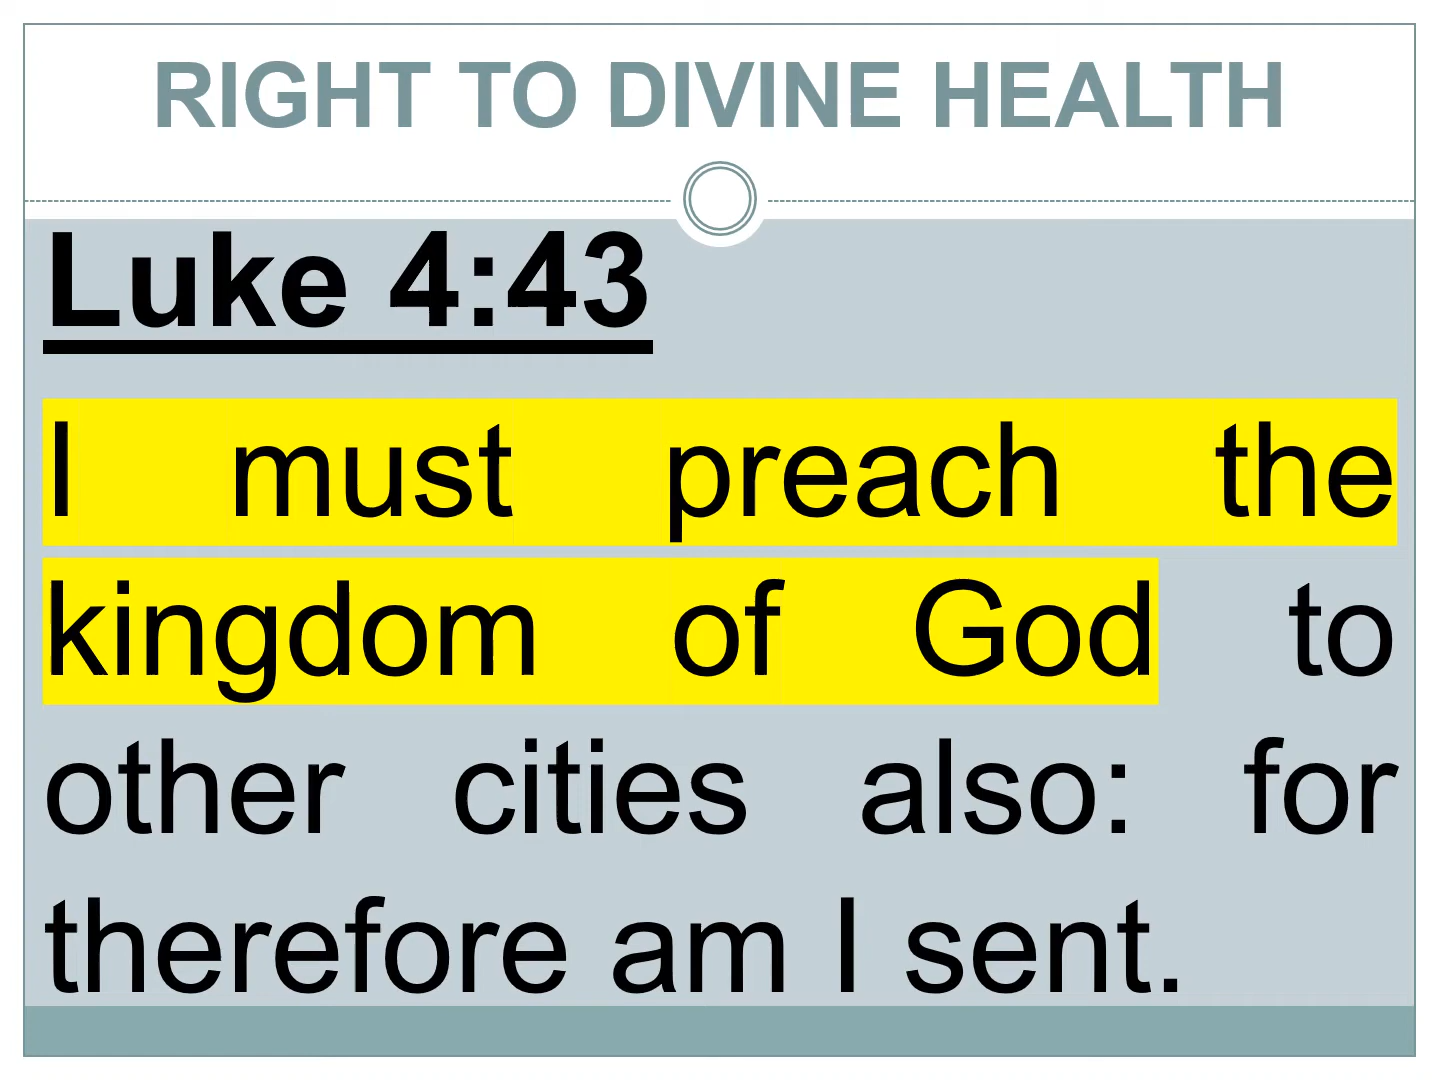 RIGHT TO DIVINE HEALTH
Luke 4:43
I must preach the
kingdom of God to
other cities also: for
therefore am I sent.